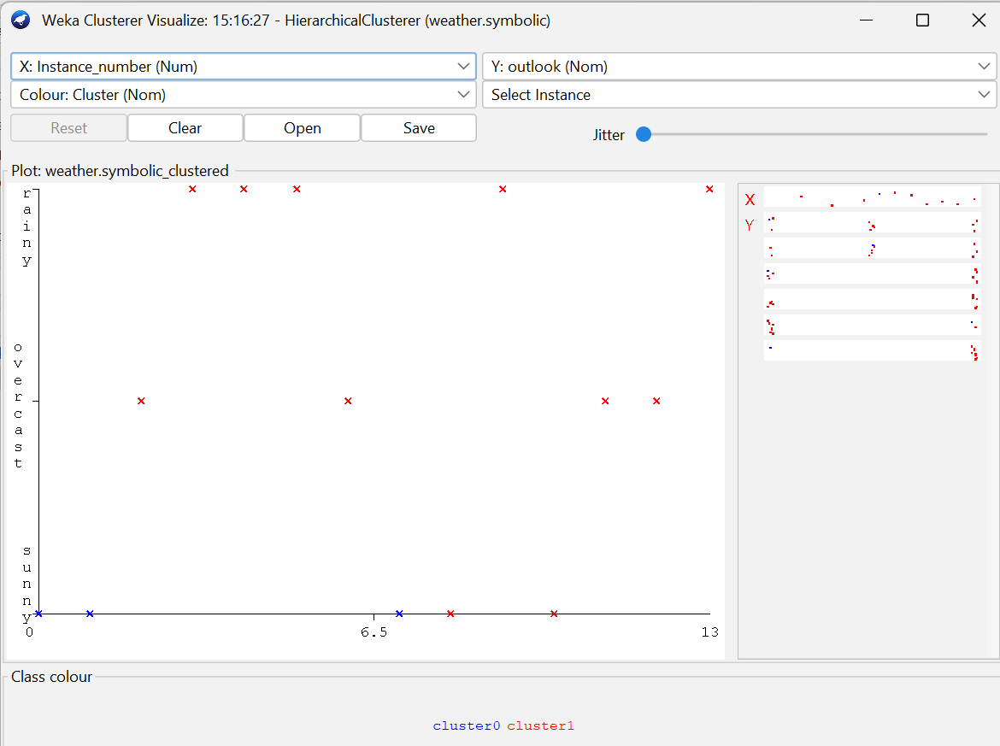 Weka Clusterer Visualize: 15:16:27 - HierarchicalClusterer (weather.symbolic)
X: Instance_number (Num)
Y: outlook (Nom)
Colour: Cluster (Nom)
Select Instance
Reset
Clear
Open
Save
Jitter
Plot: weather.symbolic_clustered
rainy
overcast
sunny
0
6.5
13
X
Y
Class colour
cluster0 cluster1